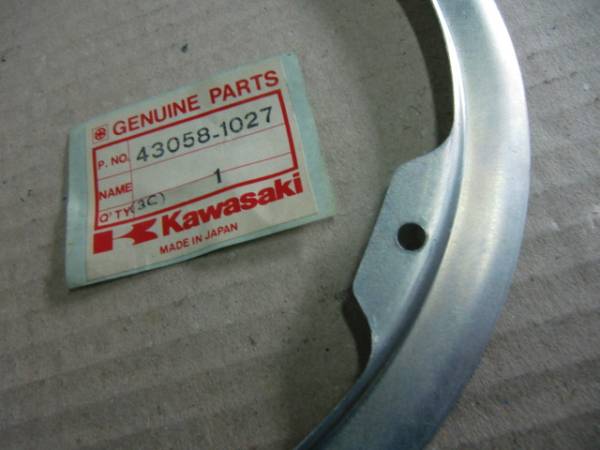 GENUINE PARTS
P. NO. 43058-1027
NAME
Q'TY (3C) 1
Kawasaki
MADE IN JAPAN